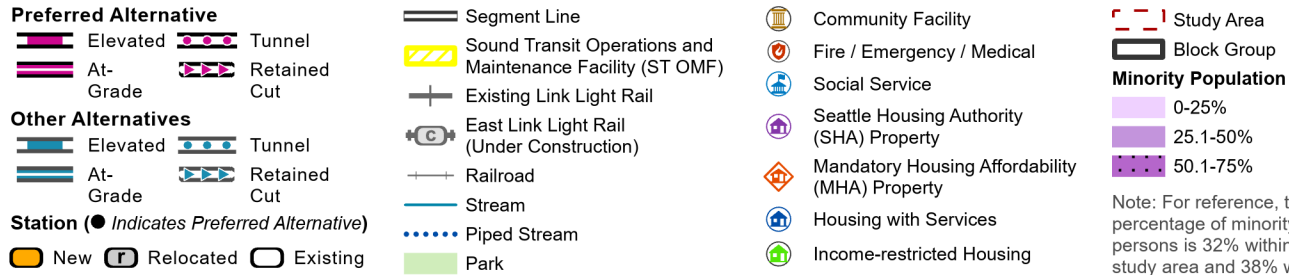 Preferred Alternative
Elevated
Tunnel
At-
Grade
Retained
Cut
Other Alternatives
Elevated
Tunnel
At-
Grade
Retained
Cut
Station (● Indicates Preferred Alternative)
New
r
Relocated
Existing
Segment Line
Sound Transit Operations and
Maintenance Facility (ST OMF)
Existing Link Light Rail
C
East Link Light Rail
(Under Construction)
Railroad
Stream
Piped Stream
Park
Community Facility
Fire / Emergency / Medical
Social Service
Seattle Housing Authority
(SHA) Property
Mandatory Housing Affordability
(MHA) Property
Housing with Services
Income-restricted Housing
Study Area
Block Group
Minority Population
0-25%
25.1-50%
50.1-75%
Note: For reference,
percentage of minority
persons is 32% within
study area and 38%